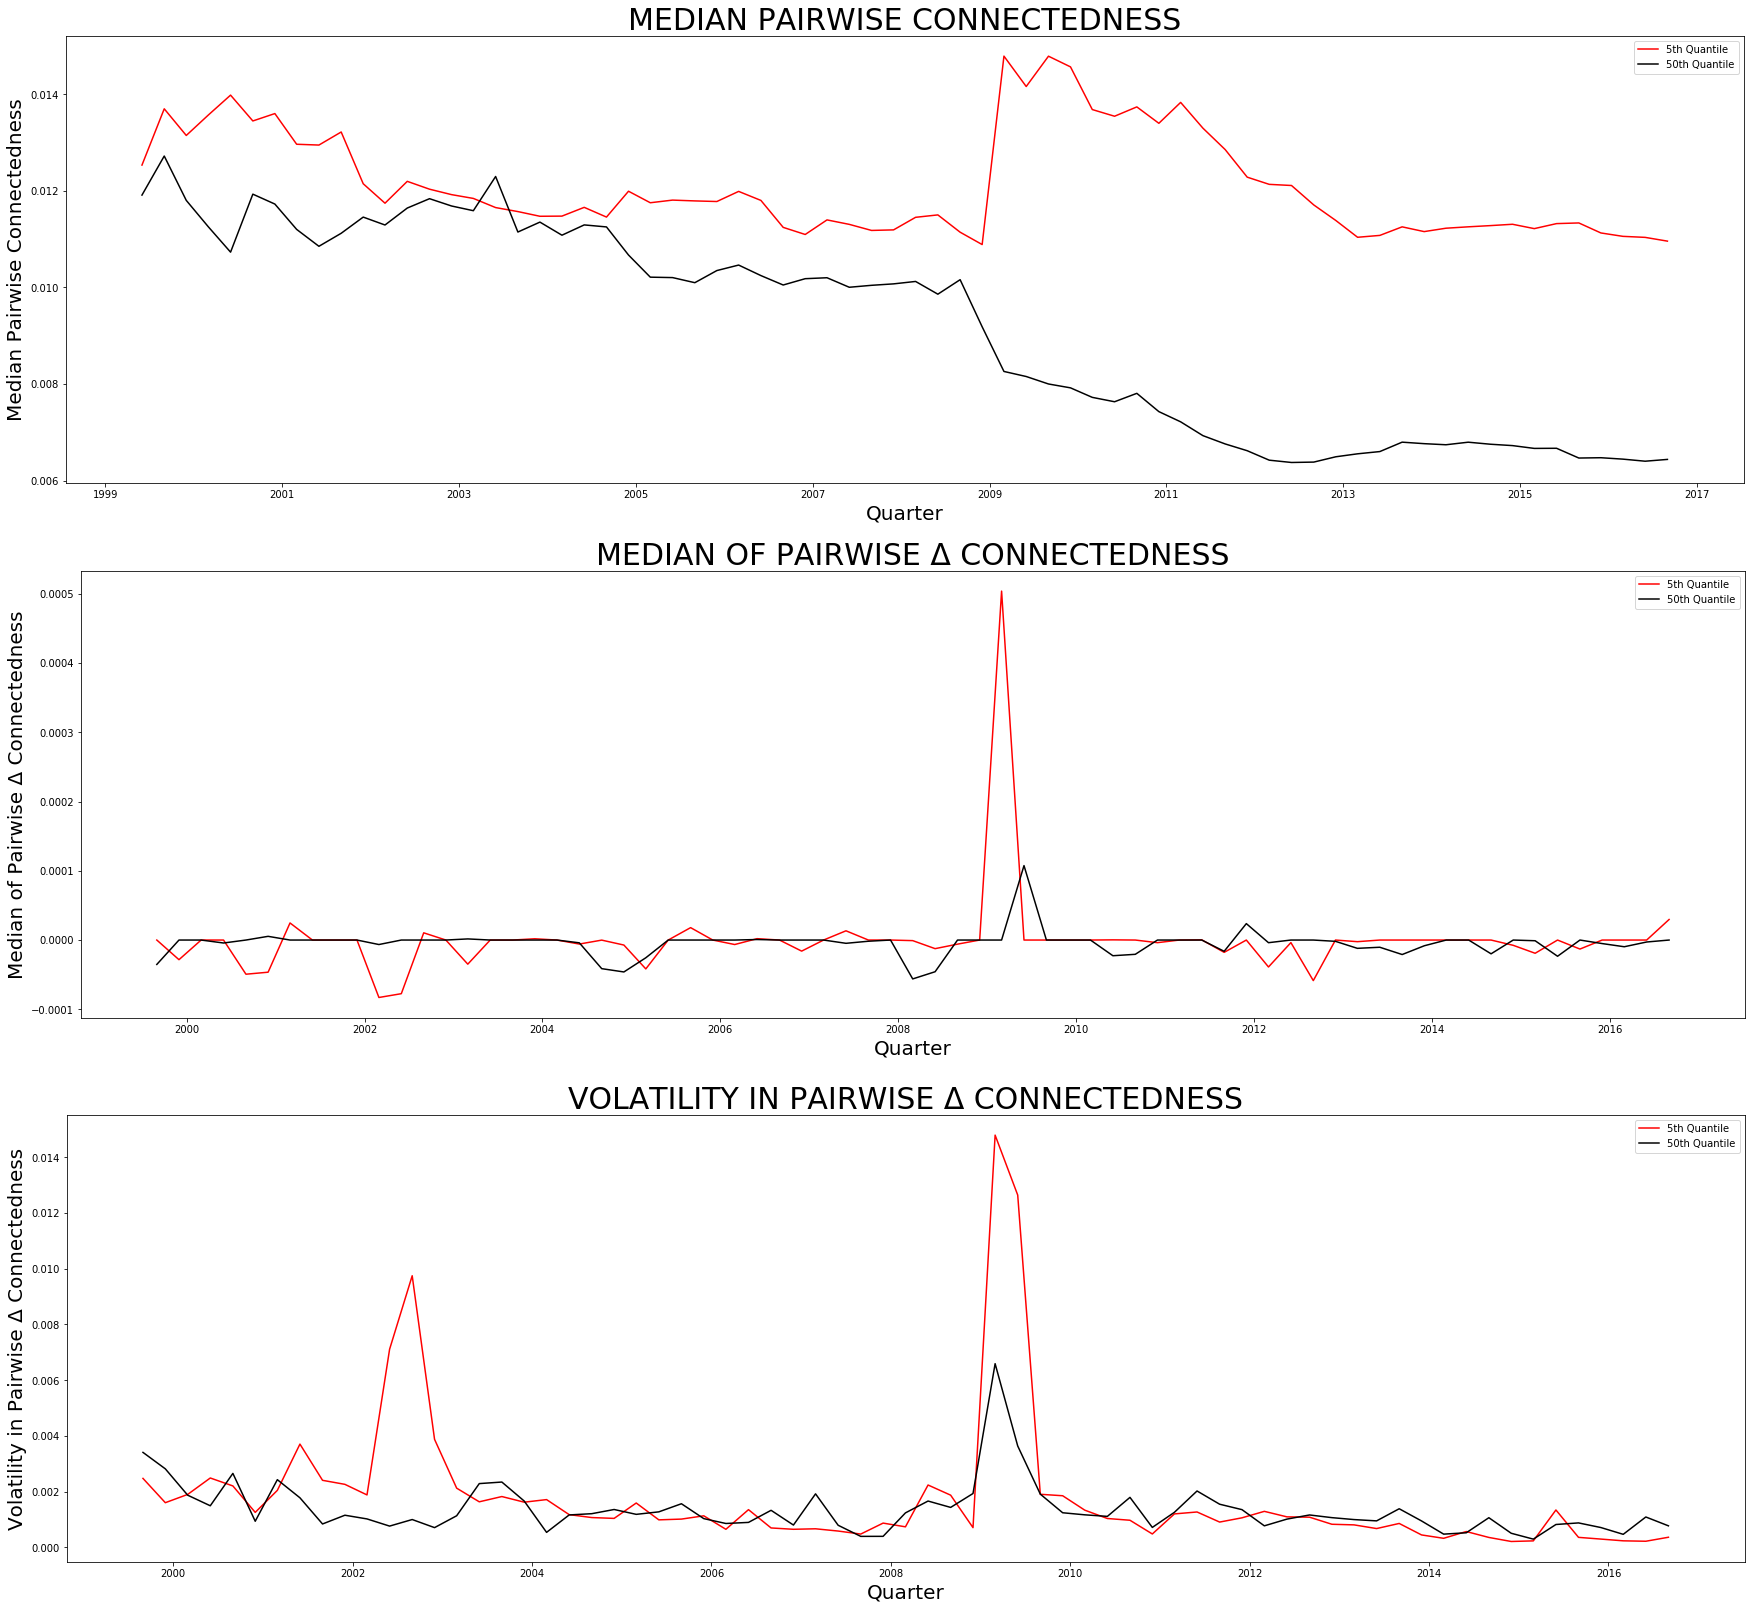 MEDIAN PAIRWISE CONNECTEDNESS
5th Quantile
50th Quantile
Median Pairwise Connectedness
0.014
0.012
0.010
0.008
0.006
1999 2001 2003 2005 2007 2009 2011 2013 2015 2017
Quarter
MEDIAN OF PAIRWISE Δ CONNECTEDNESS
5th Quantile
50th Quantile
Median of Pairwise Δ Connectedness
0.0005
0.0004
0.0003
0.0002
0.0001
0.0000
−0.0001
2000 2002 2004 2006 2008 2010 2012 2014 2016
Quarter
VOLATILITY IN PAIRWISE Δ CONNECTEDNESS
5th Quantile
50th Quantile
Volatility in Pairwise Δ Connectedness
0.014
0.012
0.010
0.008
0.006
0.004
0.002
0.000
2000 2002 2004 2006 2008 2010 2012 2014 2016
Quarter